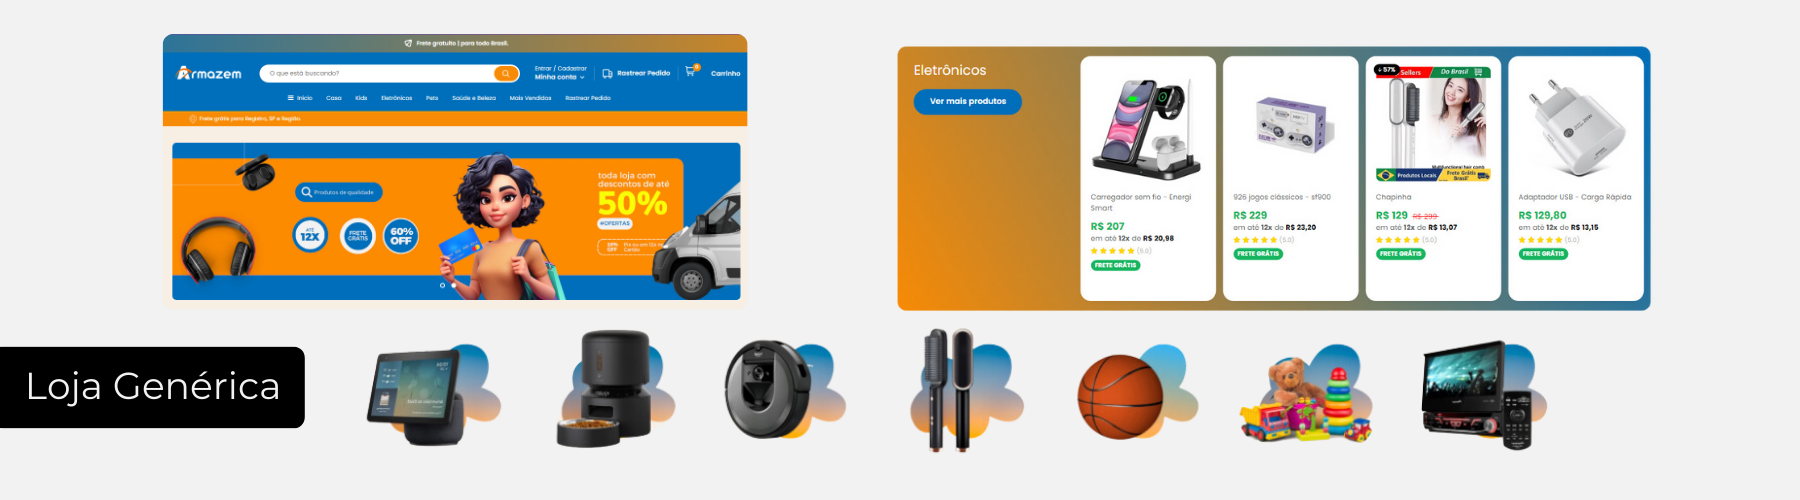 Frete gratuito | para todo Brasil.
Armazem
O que está buscando?
Entrar / Cadastrar
Minha conta
Rastrear Pedido
0
Carrinho
Inicio Casa Kids Eletrônicos Pets Saúde e Beleza Mais Vendidos Rastrear Pedido
Frete grátis para Registro, SP e Região.
Produtos de qualidade
ATÉ
12X
FRETE
GRÁTIS
60%
OFF
toda loja com
descontos de até
50%
#OFERTAS
10%
OFF
Pix ou em 12x no
Cartão
Eletrônicos
Ver mais produtos
Carregador sem fio - Energi
Smart
R$ 207
em até 12x de R$ 20,98
(5.0)
FRETE GRÁTIS
926 jogos clássicos - sf900
R$ 229
em até 12x de R$ 23,20
(5.0)
FRETE GRÁTIS
57%
Sellers Do Brasil
Multifunctional hair comb
Produtos Locais
Frete Grátis
Brasil
Chapinha
R$ 129 R$ 299
em até 12x de R$ 13,07
(5.0)
FRETE GRÁTIS
Adaptador USB - Carga Rápida
R$ 129,80
em até 12x de R$ 13,15
(5.0)
FRETE GRÁTIS
Loja Genérica